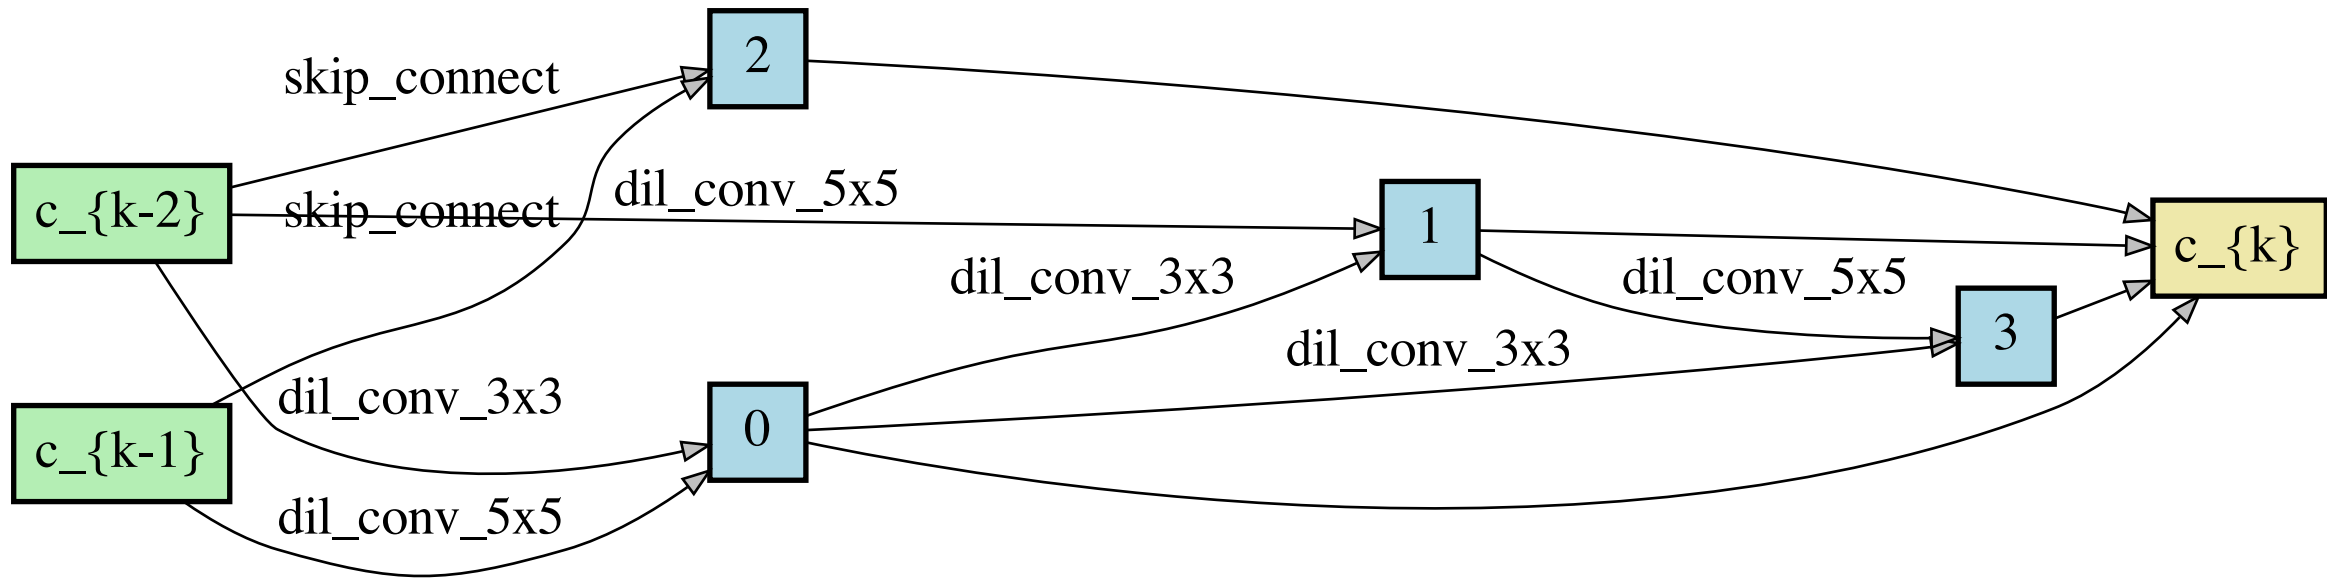 2
skip_connect
dil_conv_5x5
c_{k-2}
skip_connect
1
c_{k}
dil_conv_3x3
dil_conv_5x5
3
dil_conv_3x3
dil_conv_3x3
0
c_{k-1}
dil_conv_5x5